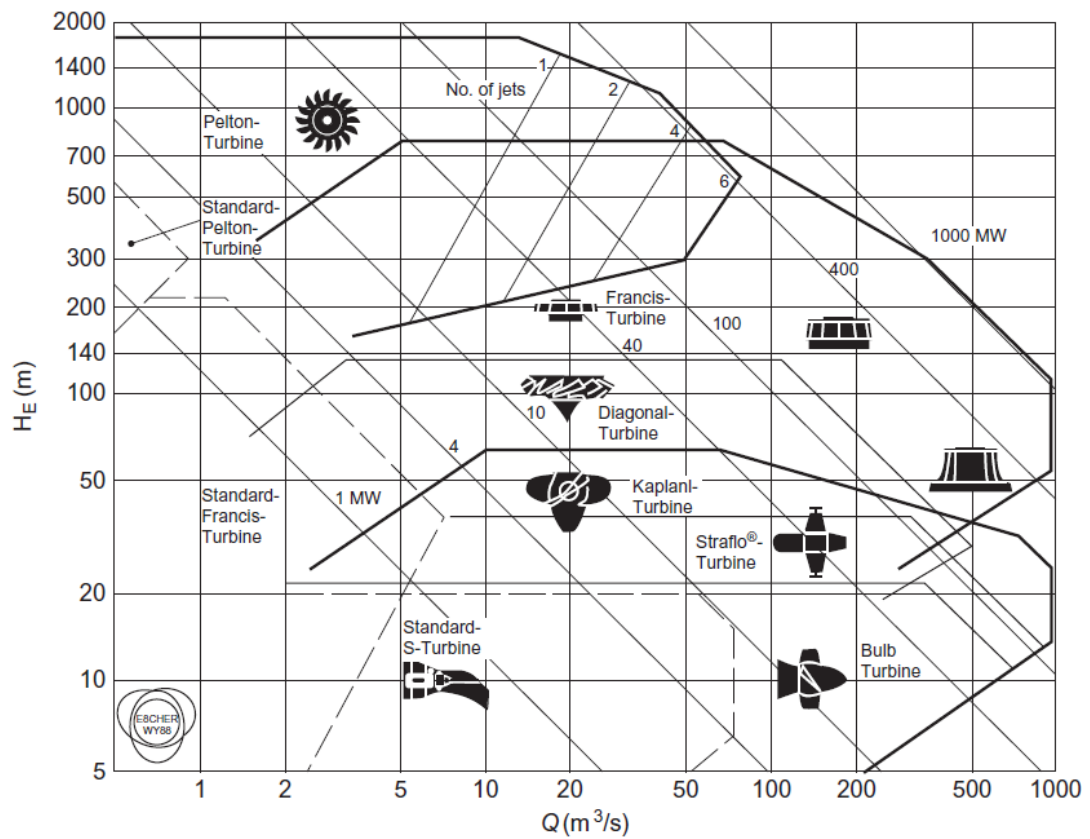 2000
1400
1000
700
500
300
200
140
100
50
20
10
5
H_E (m)
1
2
5
10
20
50
100
200
500
1000
Q (m³/s)
No. of jets
1
2
4
6
Pelton-
Turbine
Standard-
Pelton-
Turbine
1000 MW
400
100
40
10
4
1 MW
Francis-
Turbine
Diagonal-
Turbine
Standard-
Francis-
Turbine
Kaplanl-
Turbine
Straflo®-
Turbine
Standard-
S-Turbine
Bulb
Turbine
E8CHER
WY88